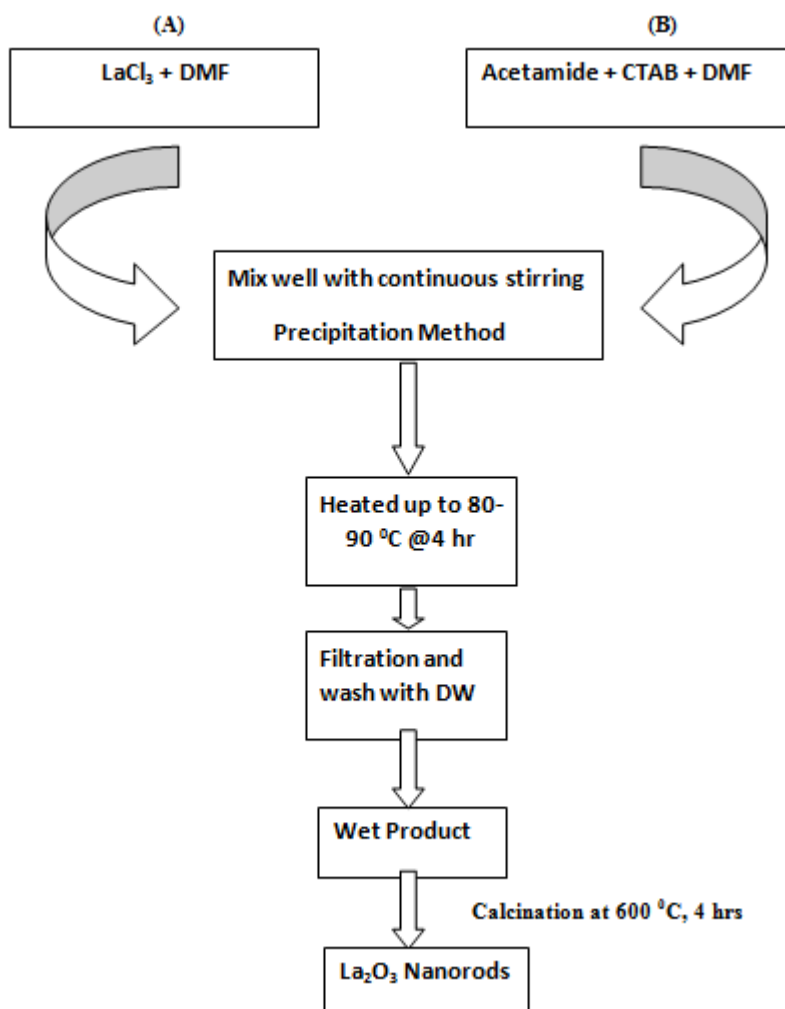 (A)
(B)
LaCl₃ + DMF
Acetamide + CTAB + DMF
Mix well with continuous stirring
Precipitation Method
Heated up to 80-
90 ⁰C @4 hr
Filtration and
wash with DW
Wet Product
Calcination at 600 ⁰C, 4 hrs
La₂O₃ Nanorods